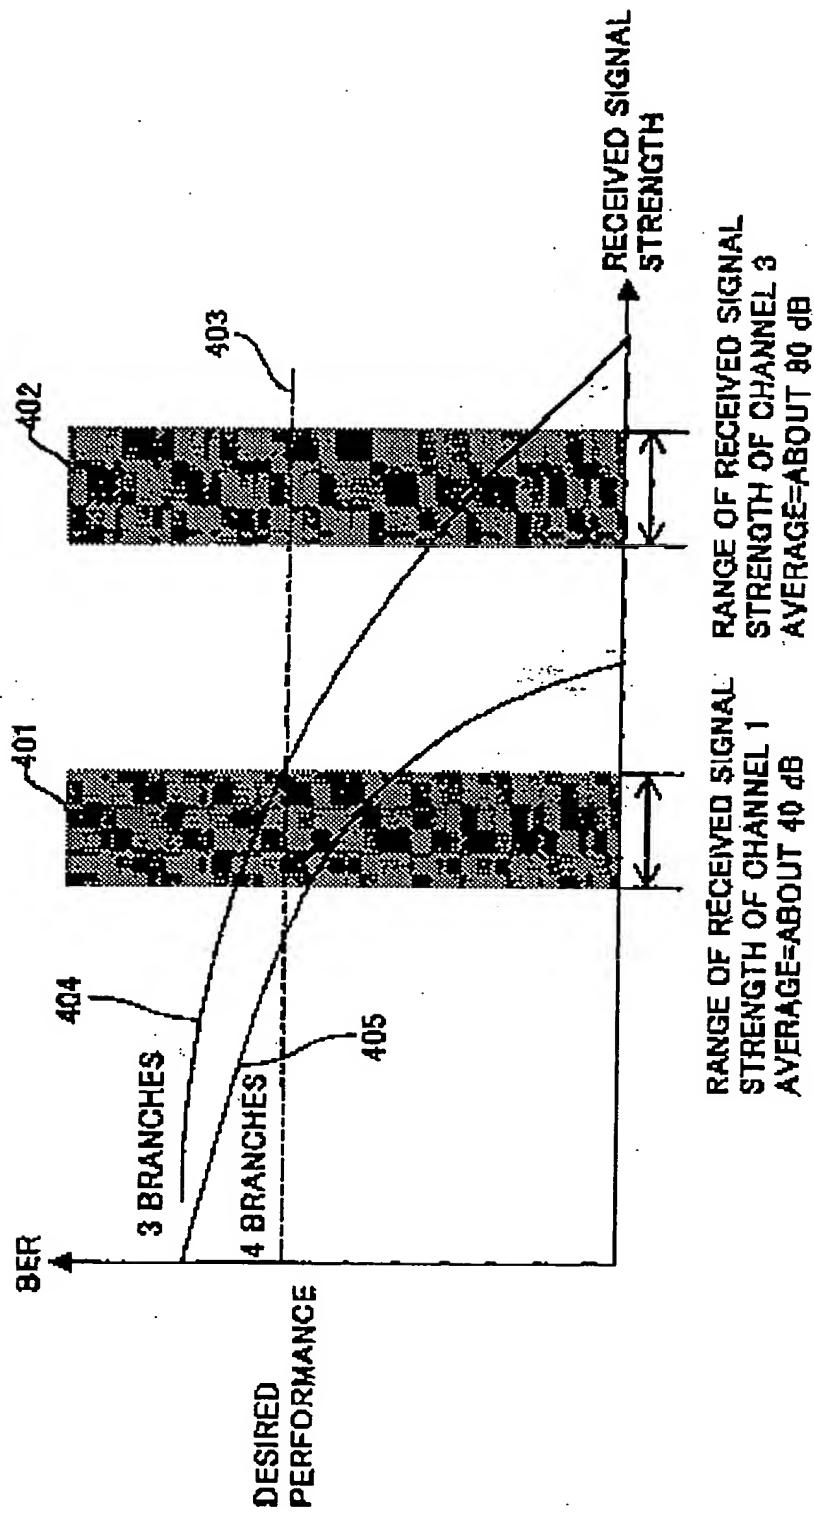 BER
401
402
403
404
405
3 BRANCHES
4 BRANCHES
DESIRED
PERFORMANCE
RECEIVED SIGNAL
STRENGTH
RANGE OF RECEIVED SIGNAL
STRENGTH OF CHANNEL 1
AVERAGE=ABOUT 40 dB
RANGE OF RECEIVED SIGNAL
STRENGTH OF CHANNEL 3
AVERAGE=ABOUT dB